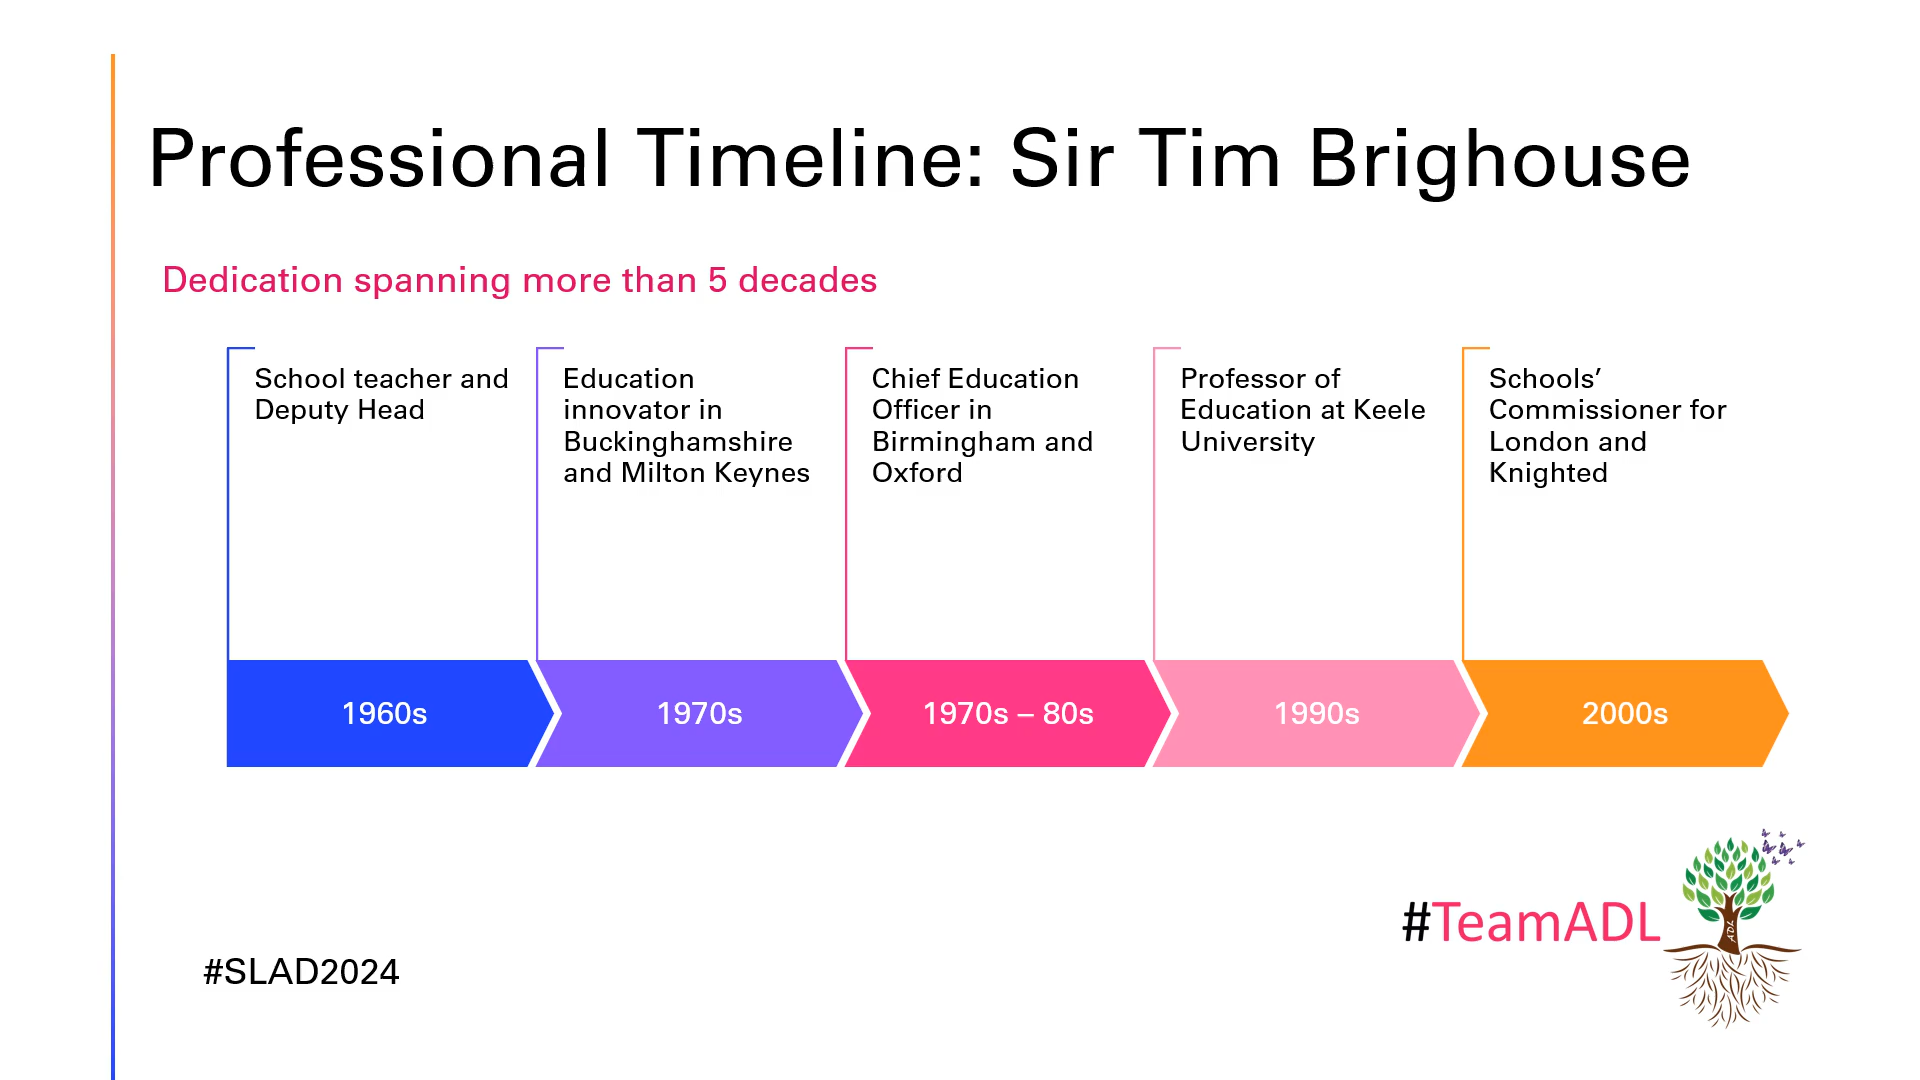 Professional Timeline: Sir Tim Brighouse
Dedication spanning more than 5 decades
School teacher and
Deputy Head
Education
innovator in
Buckinghamshire
and Milton Keynes
Chief Education
Officer in
Birmingham and
Oxford
Professor of
Education at Keele
University
Schools’
Commissioner for
London and
Knighted
1960s
1970s
1970s – 80s
1990s
2000s
#TeamADL
ADL
#SLAD2024